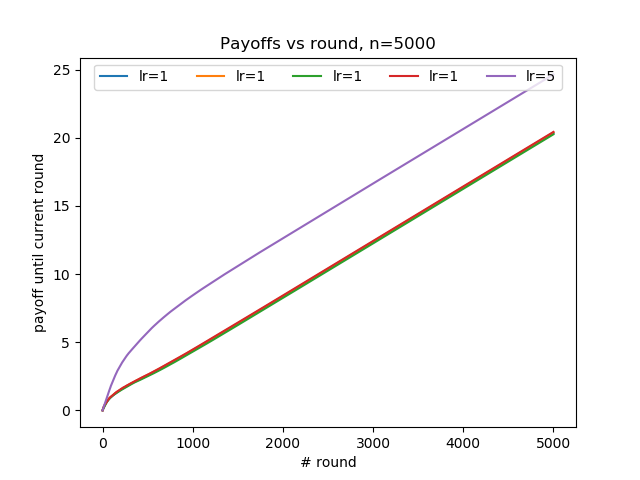 Payoffs vs round, n=5000
lr=1 lr=1 lr=1 lr=1 lr=5
25
20
15
10
5
0
payoff until current round
0 1000 2000 3000 4000 5000
# round